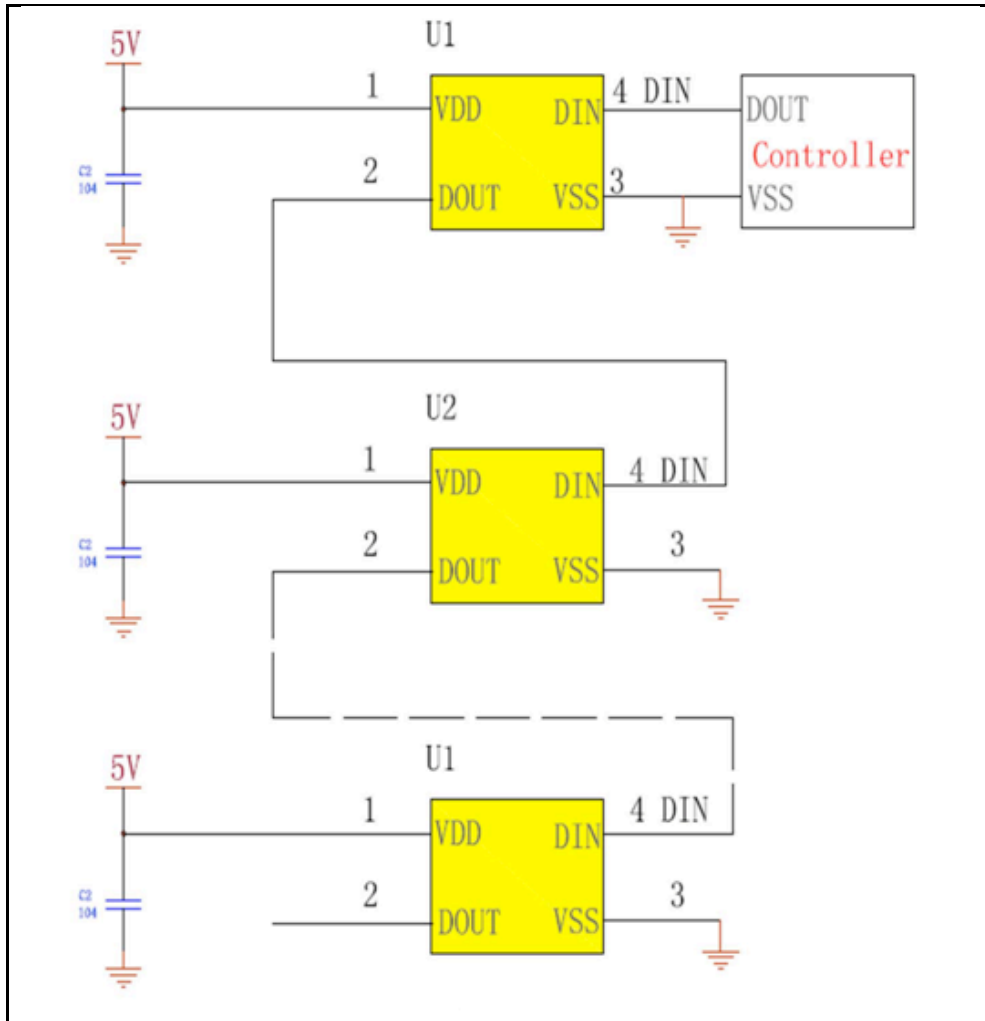 U1
5V
1
4 DIN
VDD
DIN
DOUT
Controller
C2
104
2
3
DOUT
VSS
VSS
U2
5V
1
4 DIN
VDD
DIN
C2
104
2
3
DOUT
VSS
U1
5V
1
4 DIN
VDD
DIN
C2
104
2
3
DOUT
VSS